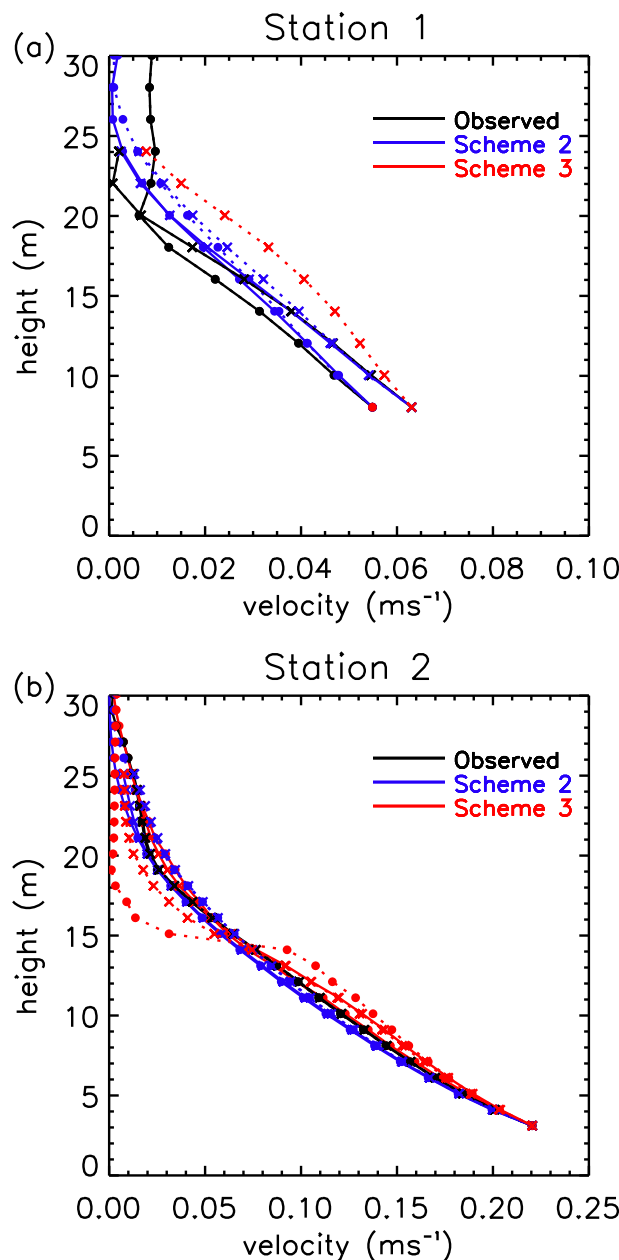 (a)
Station 1
30
25
20
15
10
5
0
height (m)
Observed
Scheme 2
Scheme 3
0.00 0.02 0.04 0.06 0.08 0.10
velocity (ms⁻¹)
(b)
Station 2
30
25
20
15
10
5
0
height (m)
Observed
Scheme 2
Scheme 3
0.00 0.05 0.10 0.15 0.20 0.25
velocity (ms⁻¹)